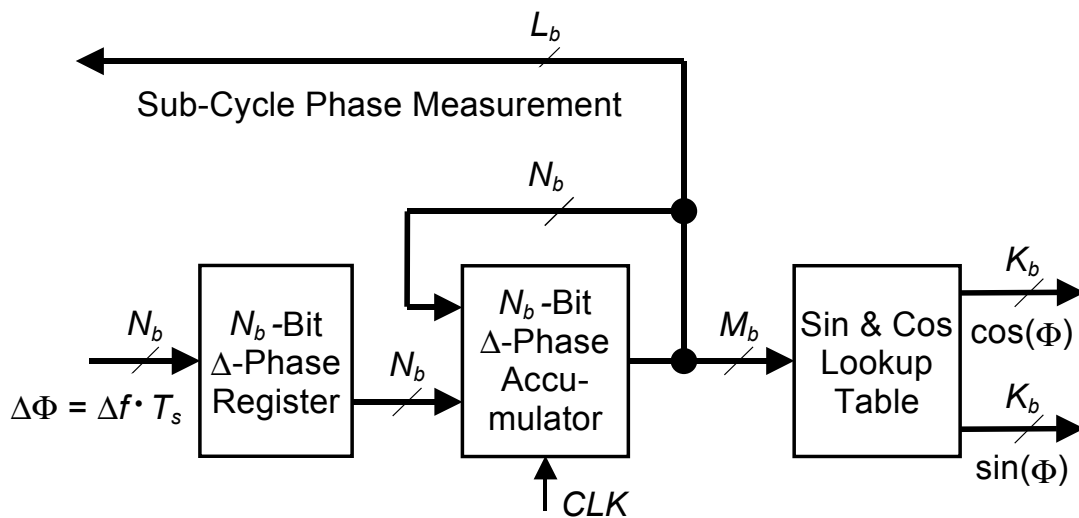 L_b
Sub-Cycle Phase Measurement
N_b
N_b
N_b-Bit
Δ-Phase
Register
N_b
N_b-Bit
Δ-Phase
Accu-
mulator
M_b
Sin & Cos
Lookup
Table
K_b
cos(Φ)
K_b
sin(Φ)
ΔΦ = Δf · T_s
CLK